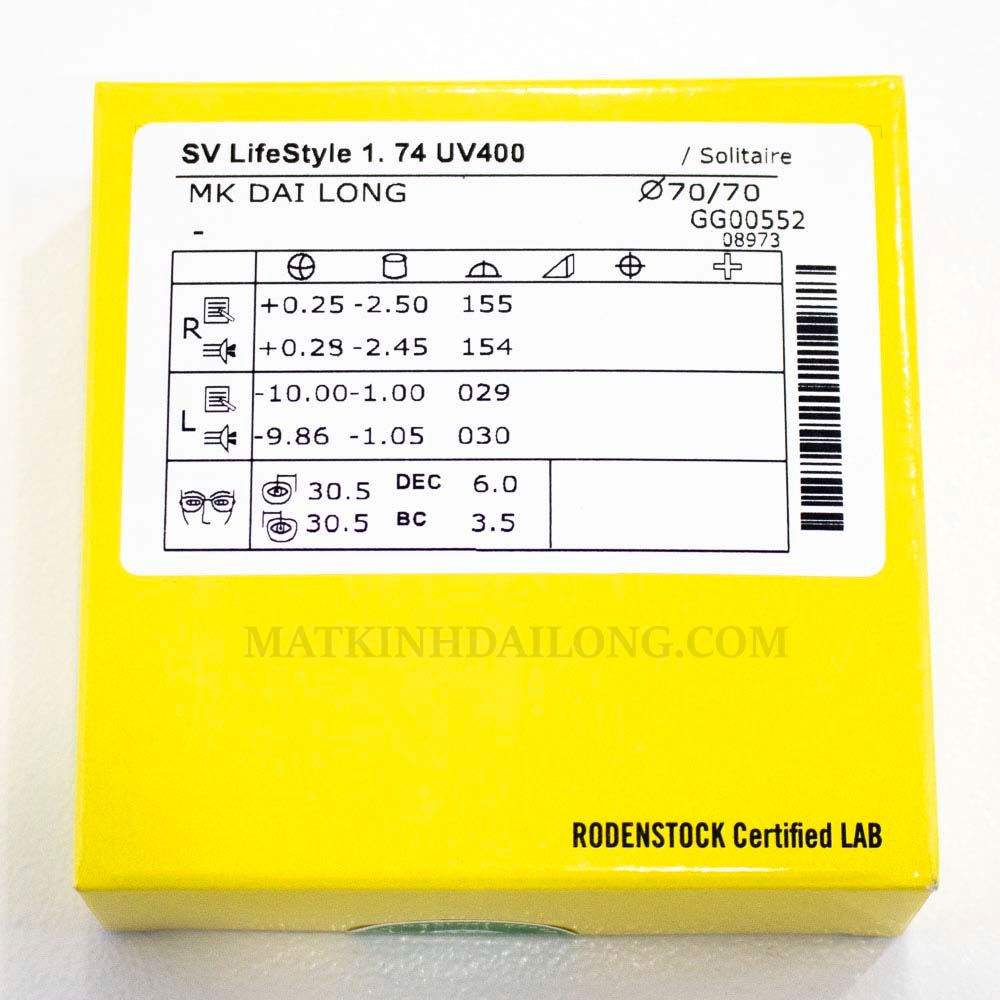 SV LifeStyle 1. 74 UV400 / Solitaire
MK DAI LONG Ø70/70
- GG00552
08973
R +0.25 -2.50 155
+0.28 -2.45 154
L -10.00-1.00 029
-9.86 -1.05 030
30.5 DEC 6.0
30.5 BC 3.5
MATKINHDAILONG.COM
RODENSTOCK Certified LAB